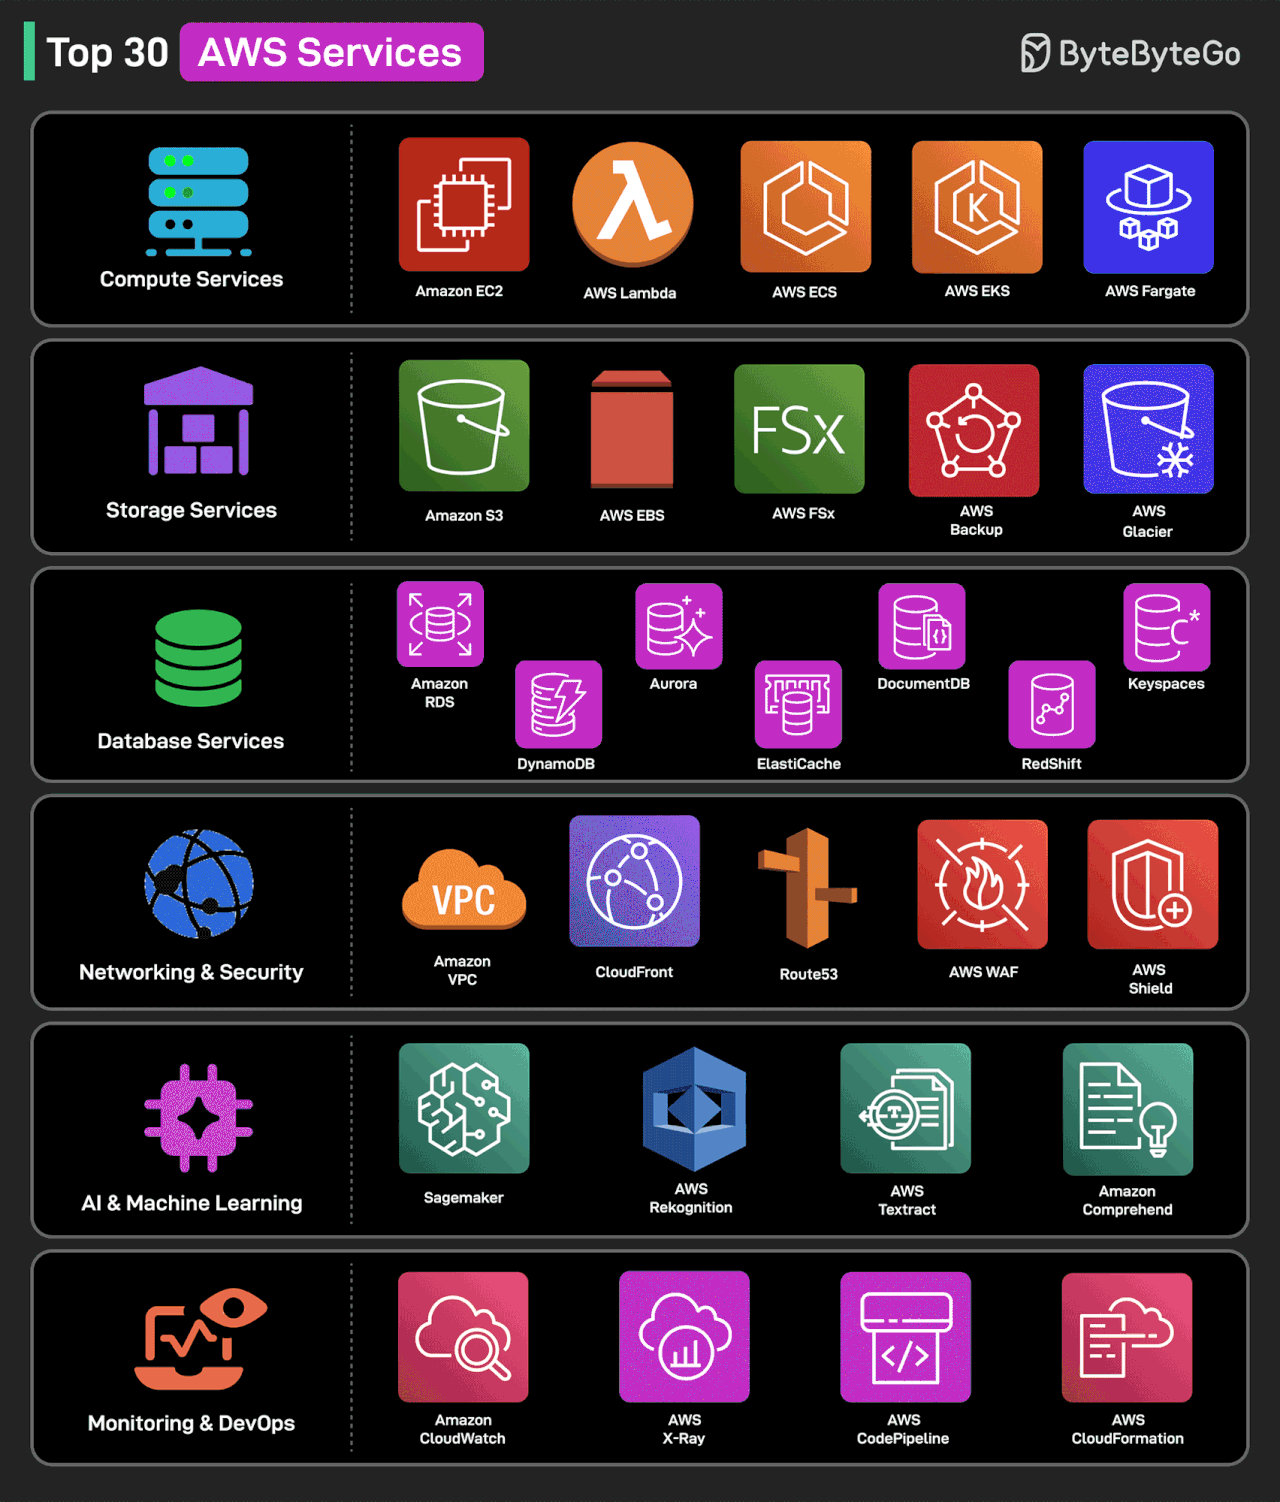 Top 30 AWS Services
ByteByteGo
Compute Services
Amazon EC2
λ
AWS Lambda
AWS ECS
K
AWS EKS
AWS Fargate
Storage Services
Amazon S3
AWS EBS
FSx
AWS FSx
AWS
Backup
AWS
Glacier
Database Services
Amazon
RDS
DynamoDB
Aurora
ElastiCache
{}
DocumentDB
RedShift
C*
Keyspaces
Networking & Security
VPC
Amazon
VPC
CloudFront
Route53
AWS WAF
AWS
Shield
AI & Machine Learning
Sagemaker
AWS
Rekognition
T
AWS
Textract
Amazon
Comprehend
Monitoring & DevOps
Amazon
CloudWatch
AWS
X-Ray
</>
AWS
CodePipeline
AWS
CloudFormation